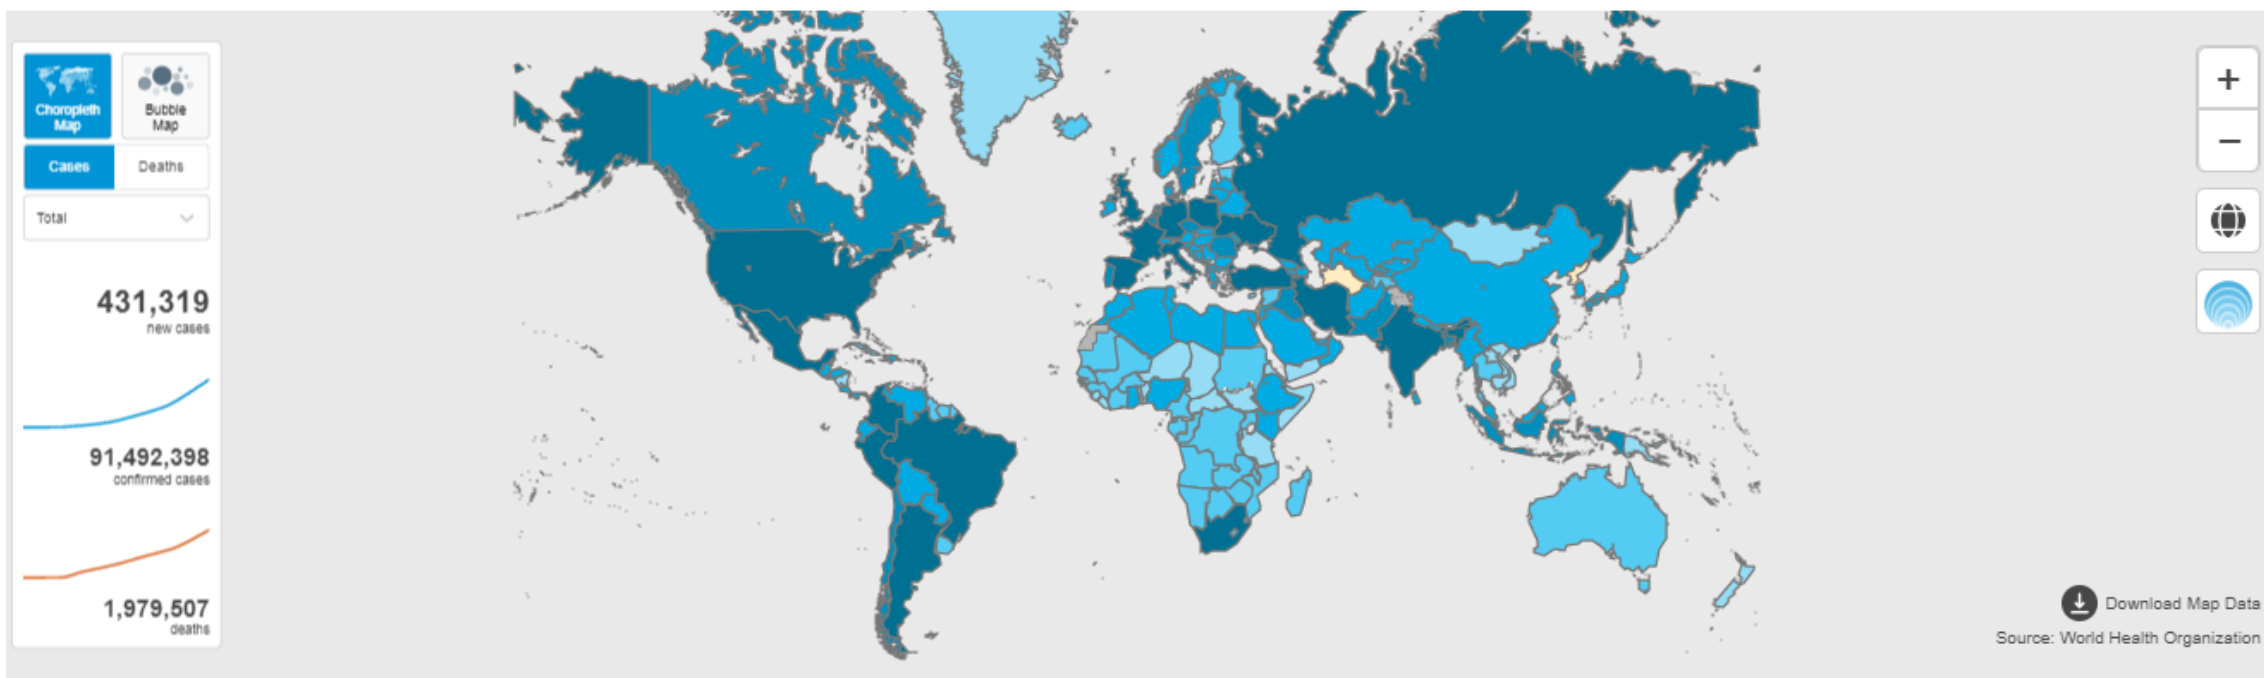 Choropleth
Map
Bubble
Map
Cases
Deaths
Total
431,319
new cases
91,492,398
confirmed cases
1,979,507
deaths
Download Map Data
Source: World Health Organization